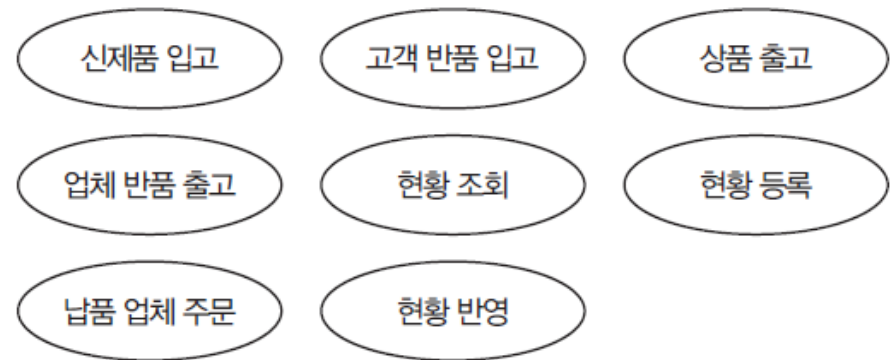 신제품 입고
고객 반품 입고
상품 출고
업체 반품 출고
현황 조회
현황 등록
납품 업체 주문
현황 반영